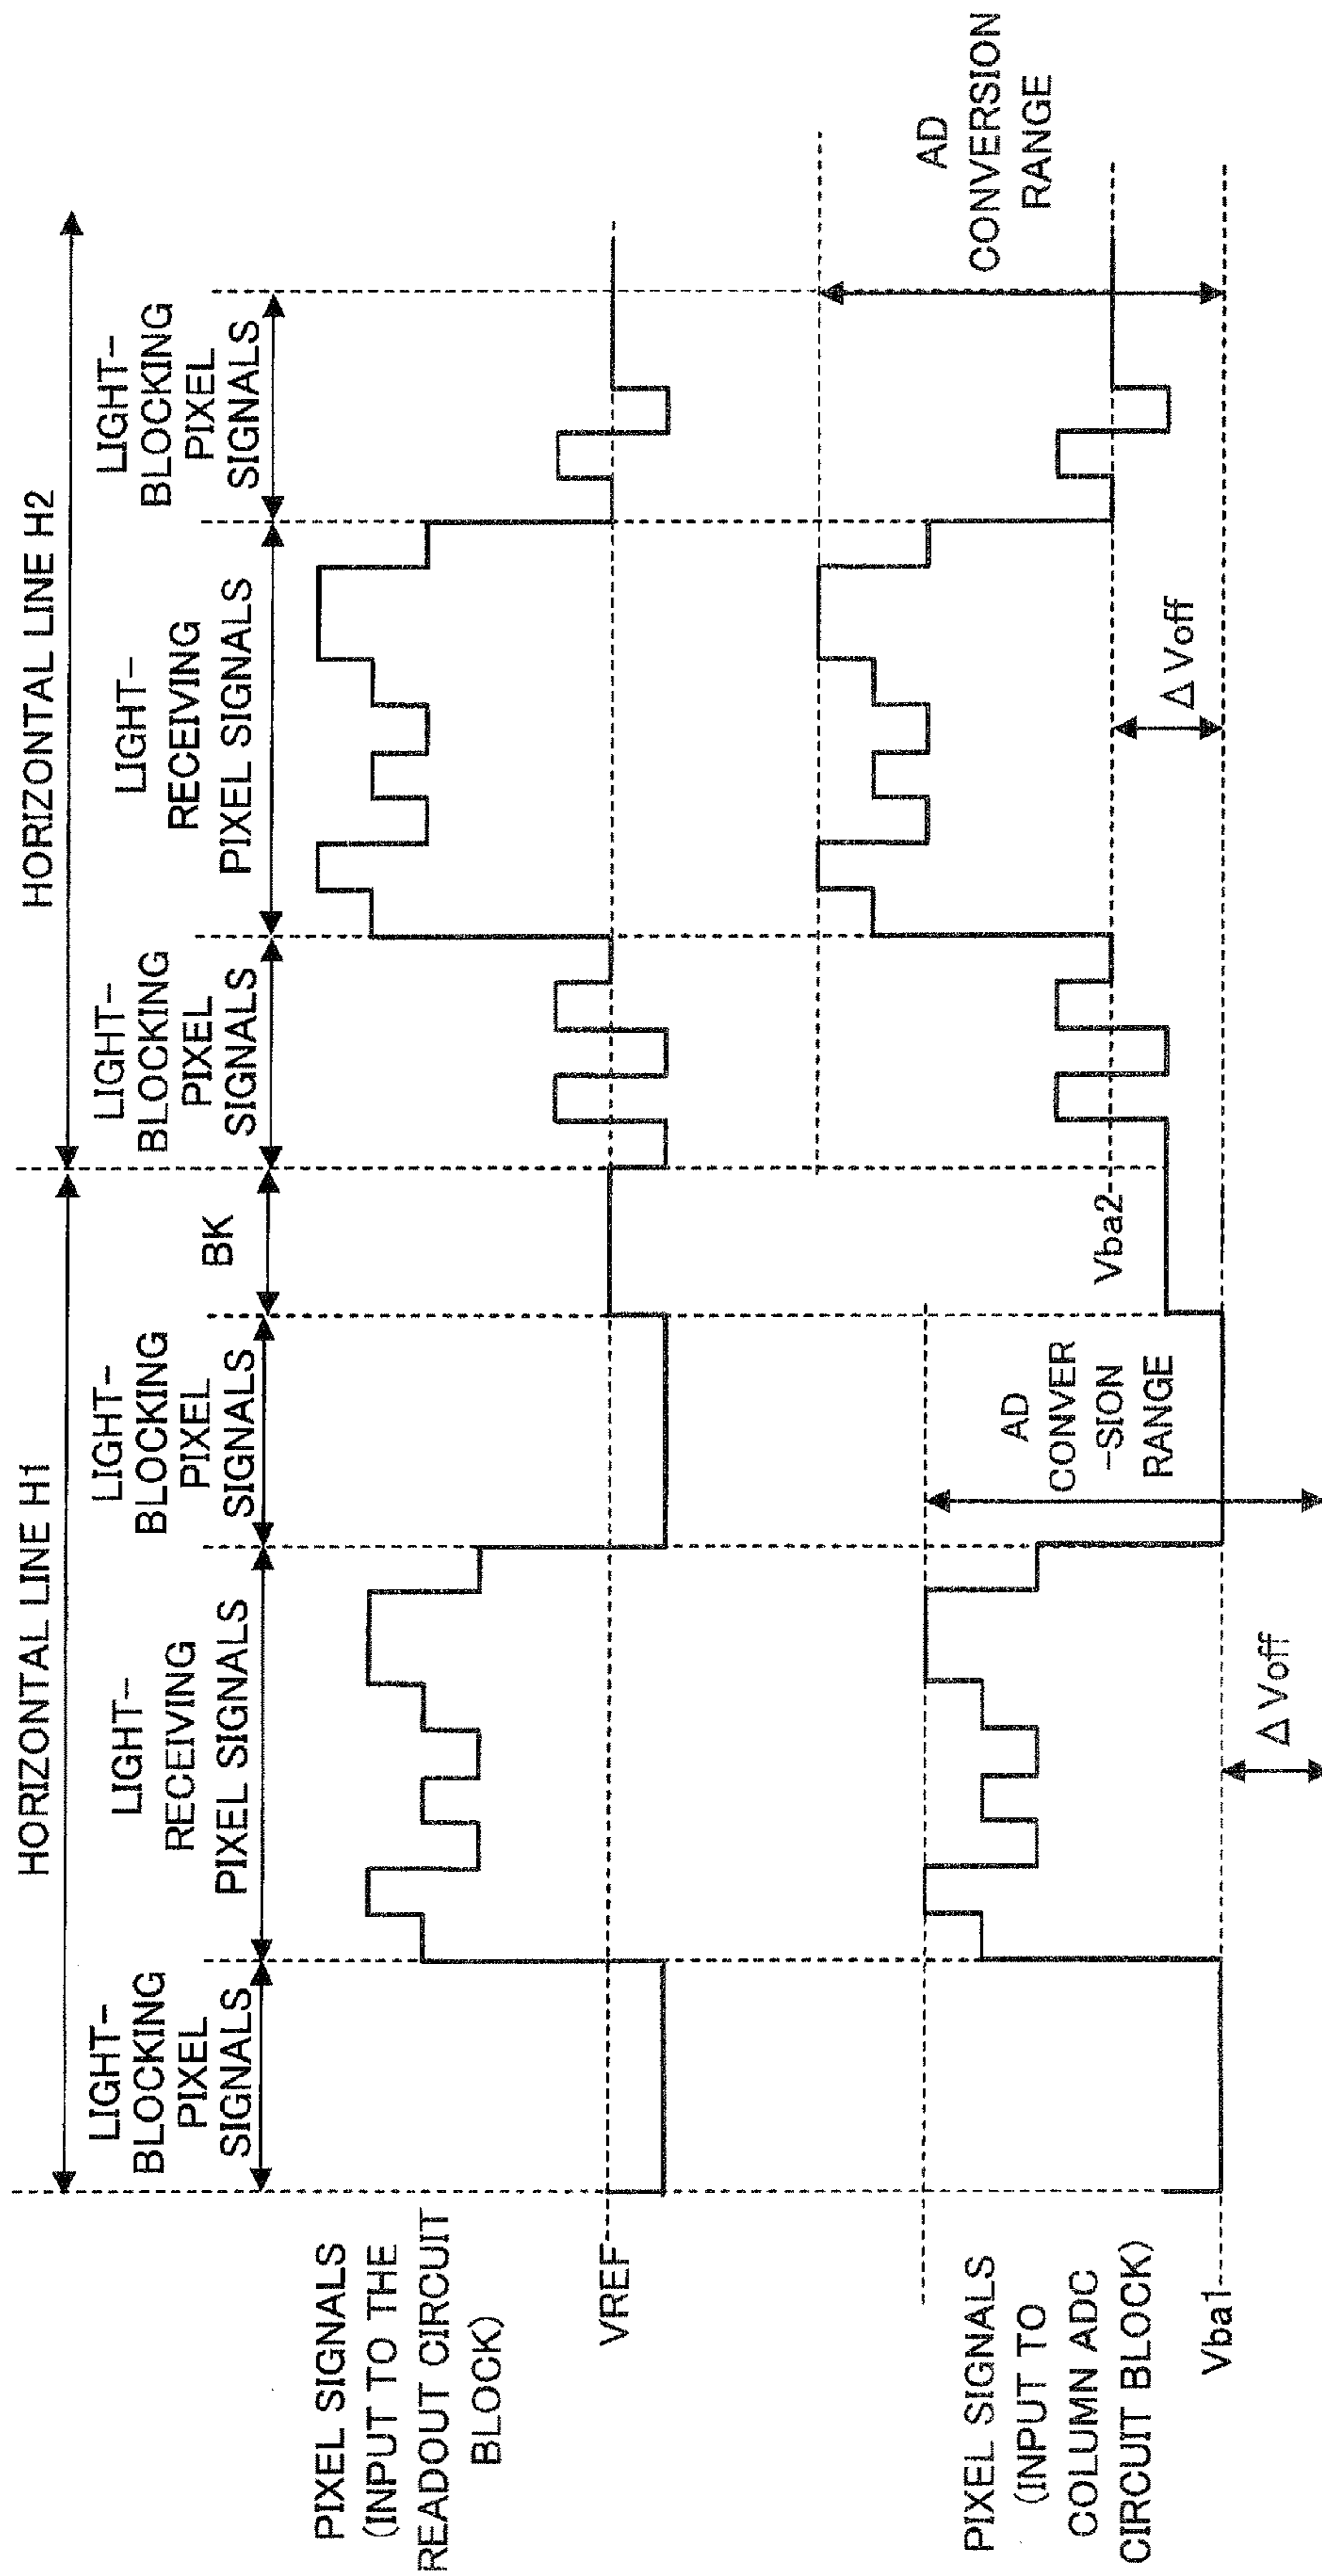 HORIZONTAL LINE H1
HORIZONTAL LINE H2
LIGHT-
BLOCKING
PIXEL
SIGNALS
LIGHT-
RECEIVING
PIXEL SIGNALS
LIGHT-
BLOCKING
PIXEL
SIGNALS
BK
LIGHT-
BLOCKING
PIXEL
SIGNALS
LIGHT-
RECEIVING
PIXEL SIGNALS
LIGHT-
BLOCKING
PIXEL
SIGNALS
PIXEL SIGNALS
(INPUT TO THE
READOUT CIRCUIT
BLOCK)
VREF
PIXEL SIGNALS
(INPUT TO
COLUMN ADC
CIRCUIT BLOCK)
Vba1
AD
CONVER
-SION
RANGE
Δ Voff
Vba2
Δ Voff
AD
CONVERSION
RANGE